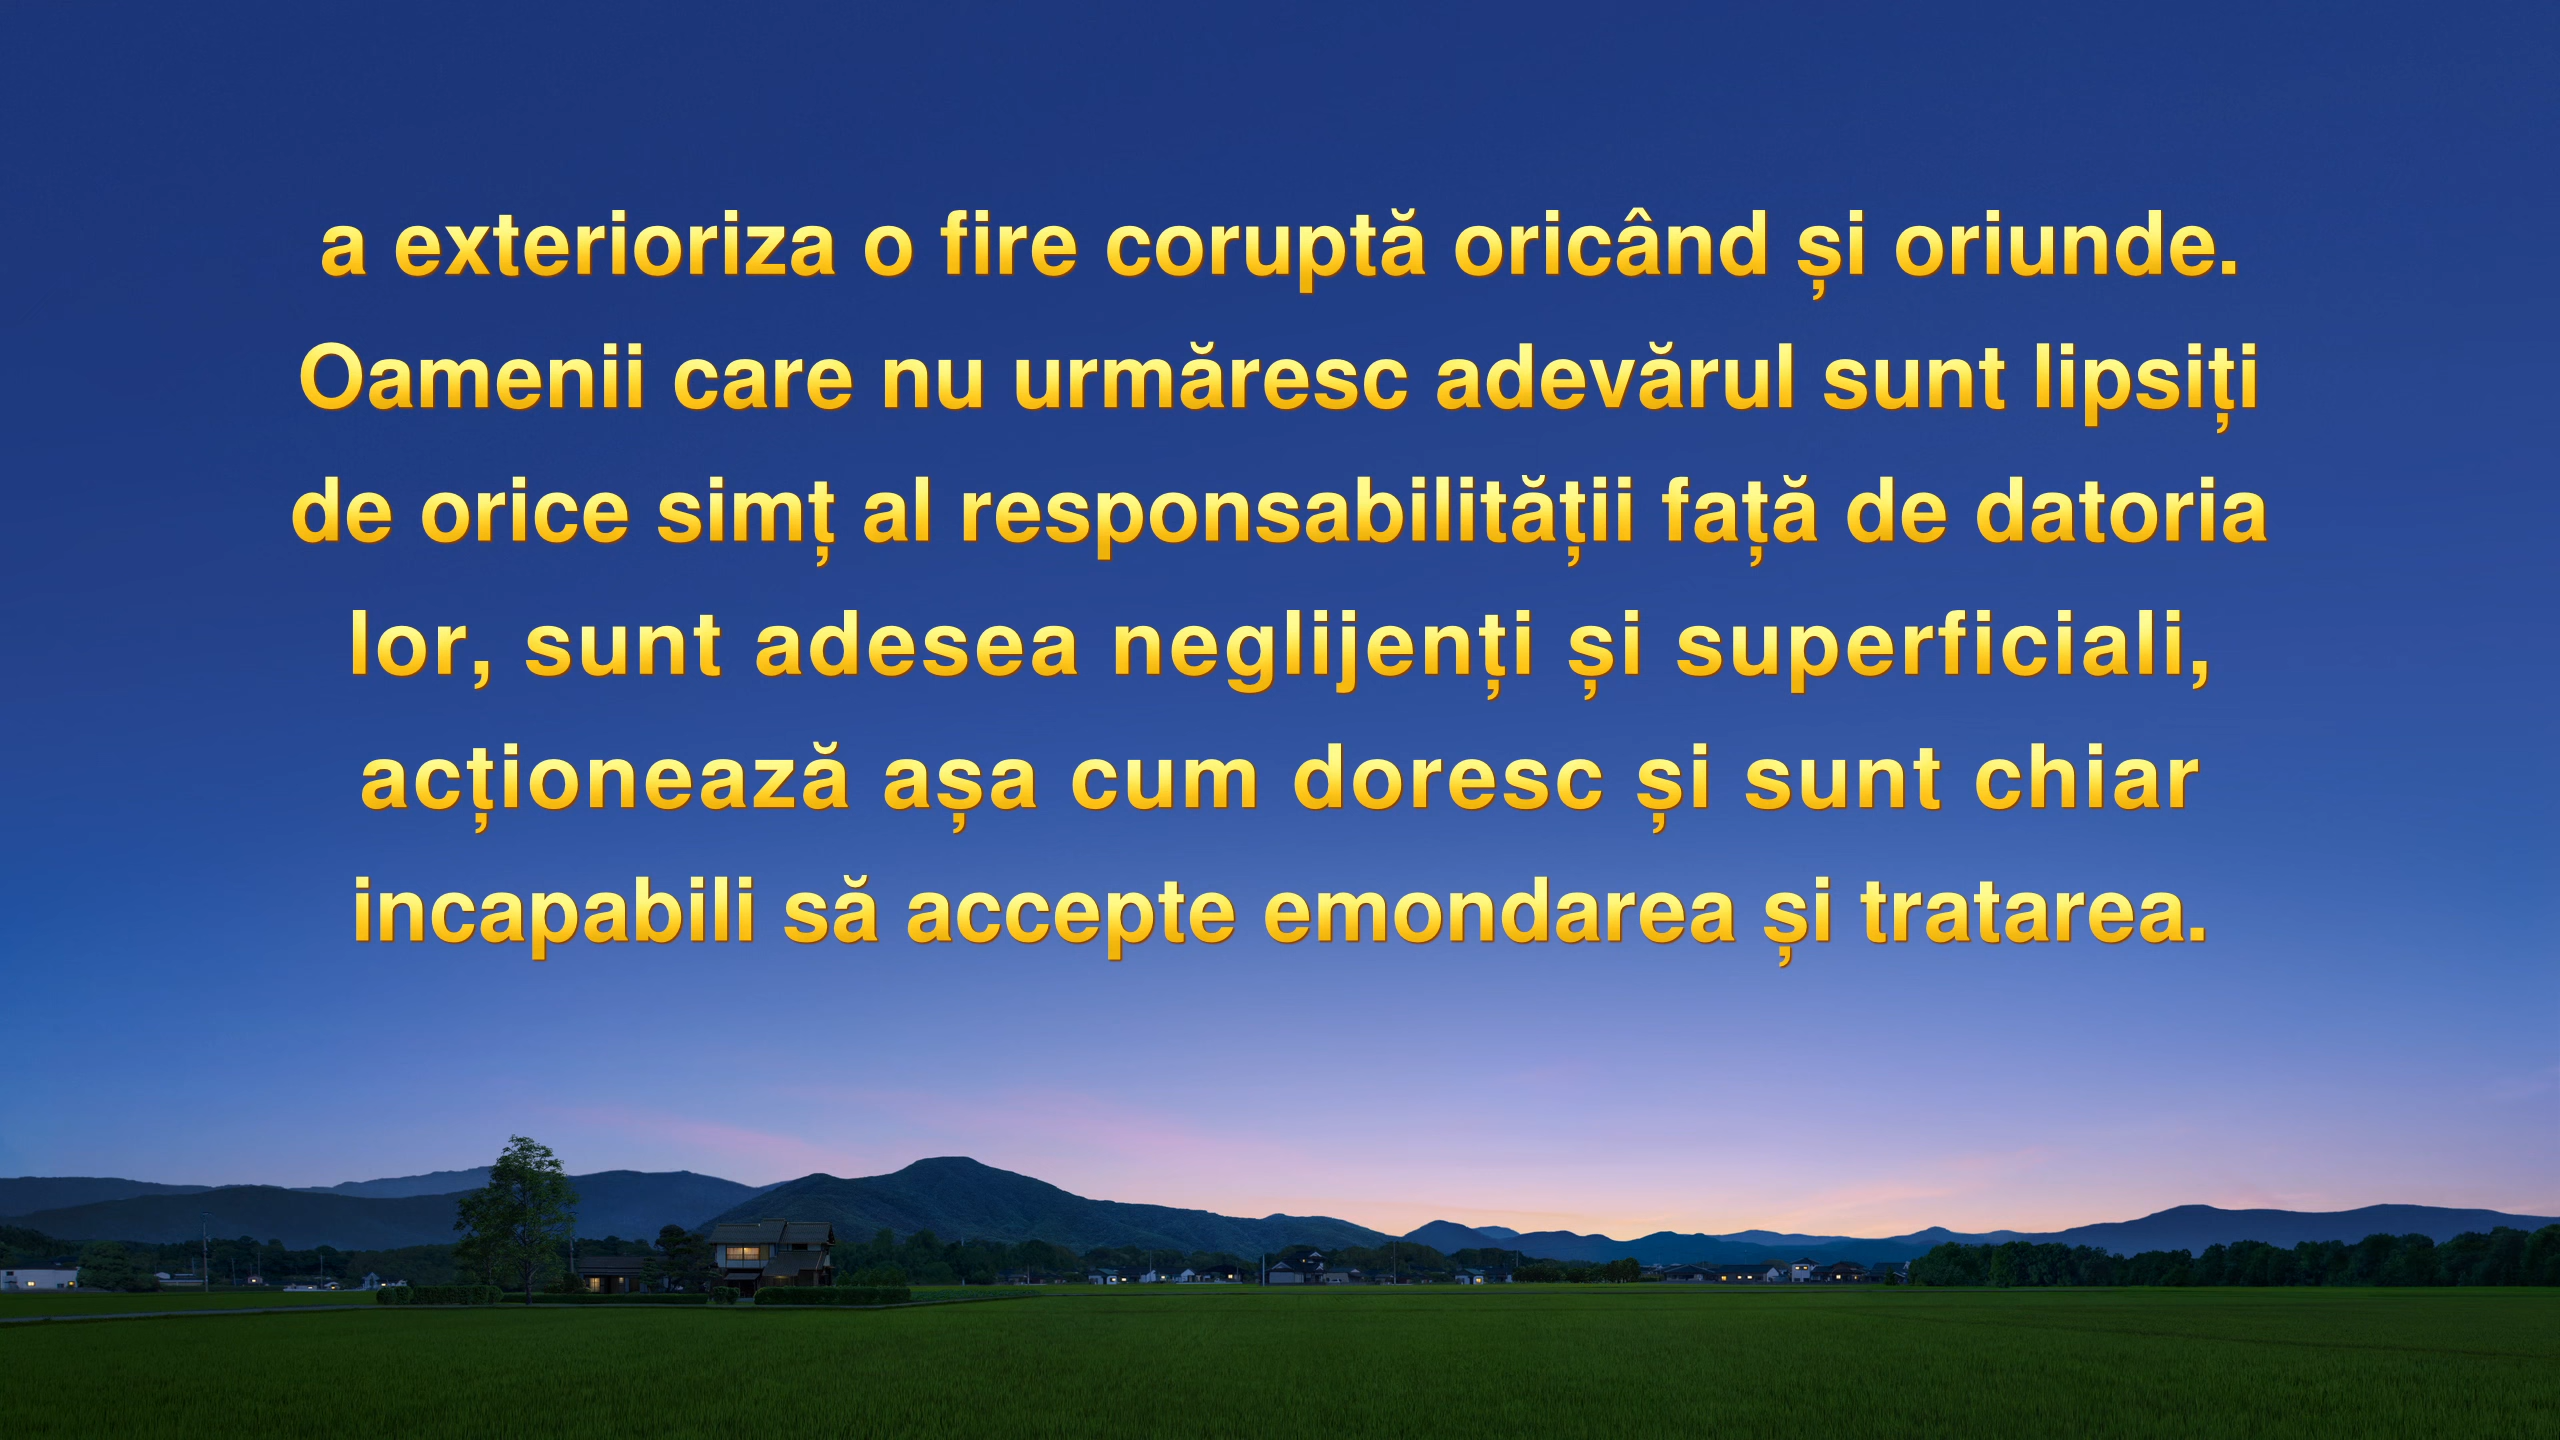 a exterioriza o fire coruptă oricând și oriunde.
Oamenii care nu urmăresc adevărul sunt lipsiți
de orice simț al responsabilității față de datoria
lor, sunt adesea neglijenți și superficiali,
acționează așa cum doresc și sunt chiar
incapabili să accepte emondarea și tratarea.